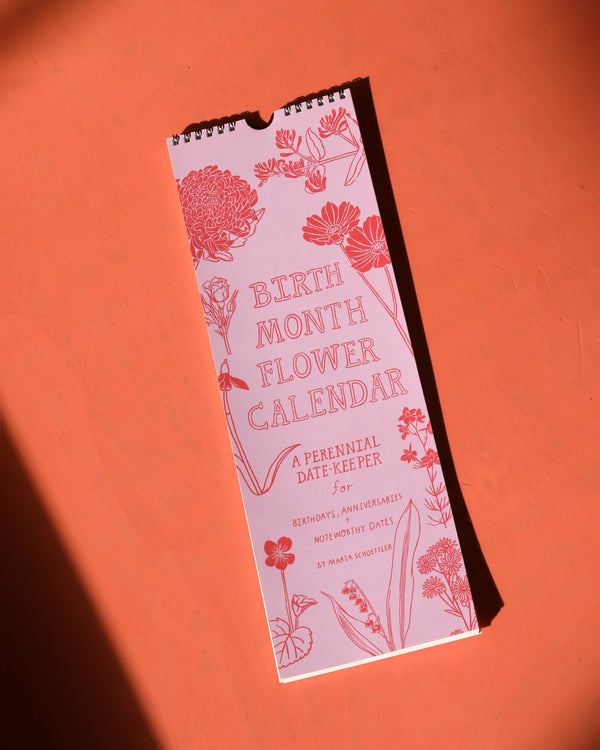 BIRTH
MONTH
FLOWER
CALENDAR
A PERENNIAL
DATE-KEEPER
for
BIRTHDAYS, ANNIVERSARIES
+
NOTEWORTHY DATES
BY MARIA SCHOETTLER